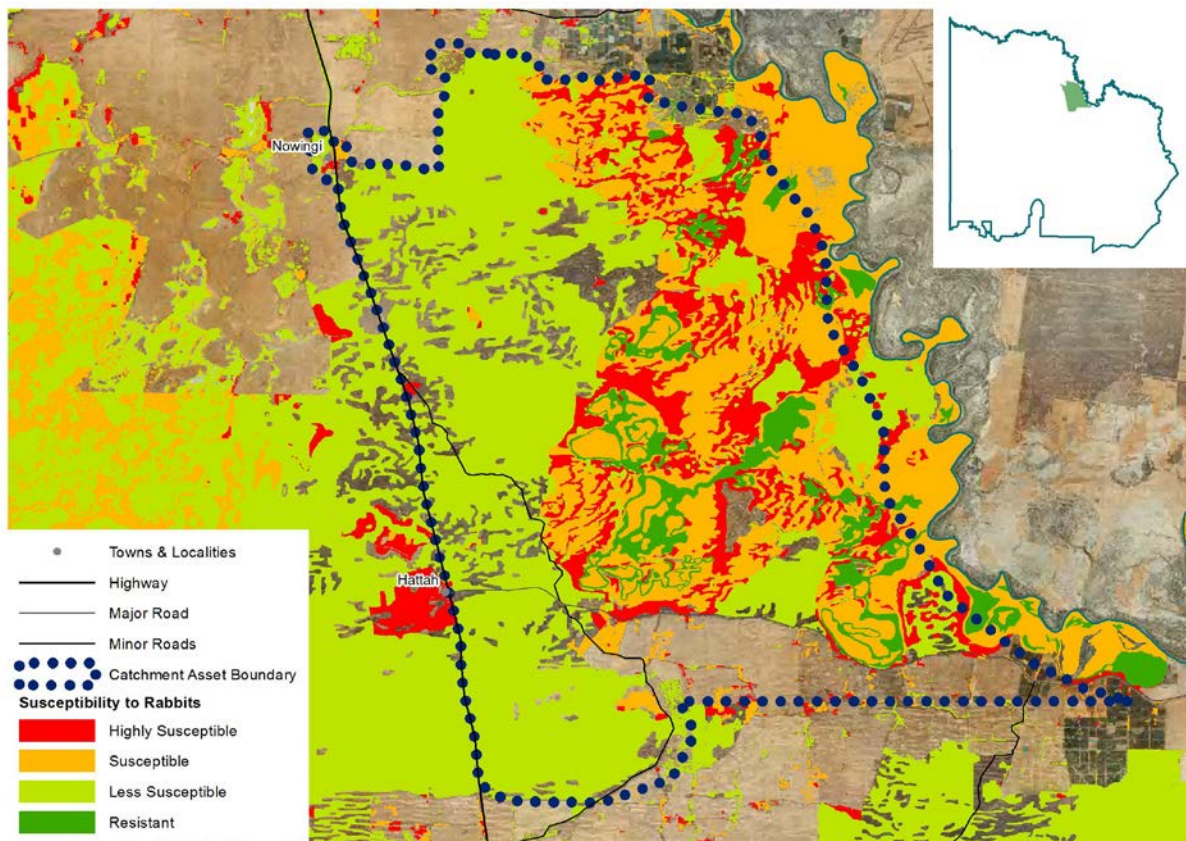 Nowingi
Hattah
Towns & Localities
Highway
Major Road
Minor Roads
Catchment Asset Boundary
Susceptibility to Rabbits
Highly Susceptible
Susceptible
Less Susceptible
Resistant